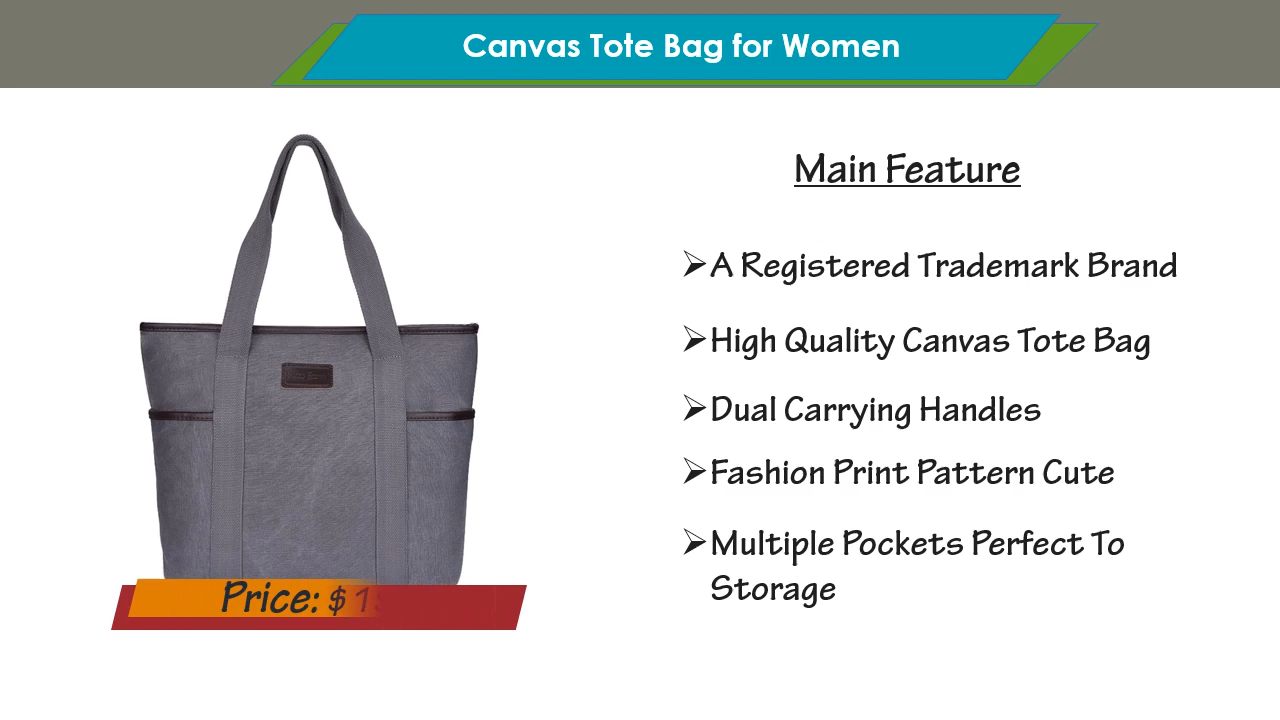 Canvas Tote Bag for Women
Main Feature
➢A Registered Trademark Brand
➢High Quality Canvas Tote Bag
➢Dual Carrying Handles
➢Fashion Print Pattern Cute
➢Multiple Pockets Perfect To
Storage
Price: $